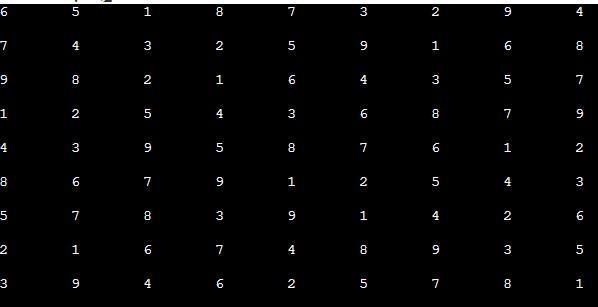 6 5 1 8 7 3 2 9 4
7 4 3 2 5 9 1 6 8
9 8 2 1 6 4 3 5 7
1 2 5 4 3 6 8 7 9
4 3 9 5 8 7 6 1 2
8 6 7 9 1 2 5 4 3
5 7 8 3 9 1 4 2 6
2 1 6 7 4 8 9 3 5
3 9 4 6 2 5 7 8 1